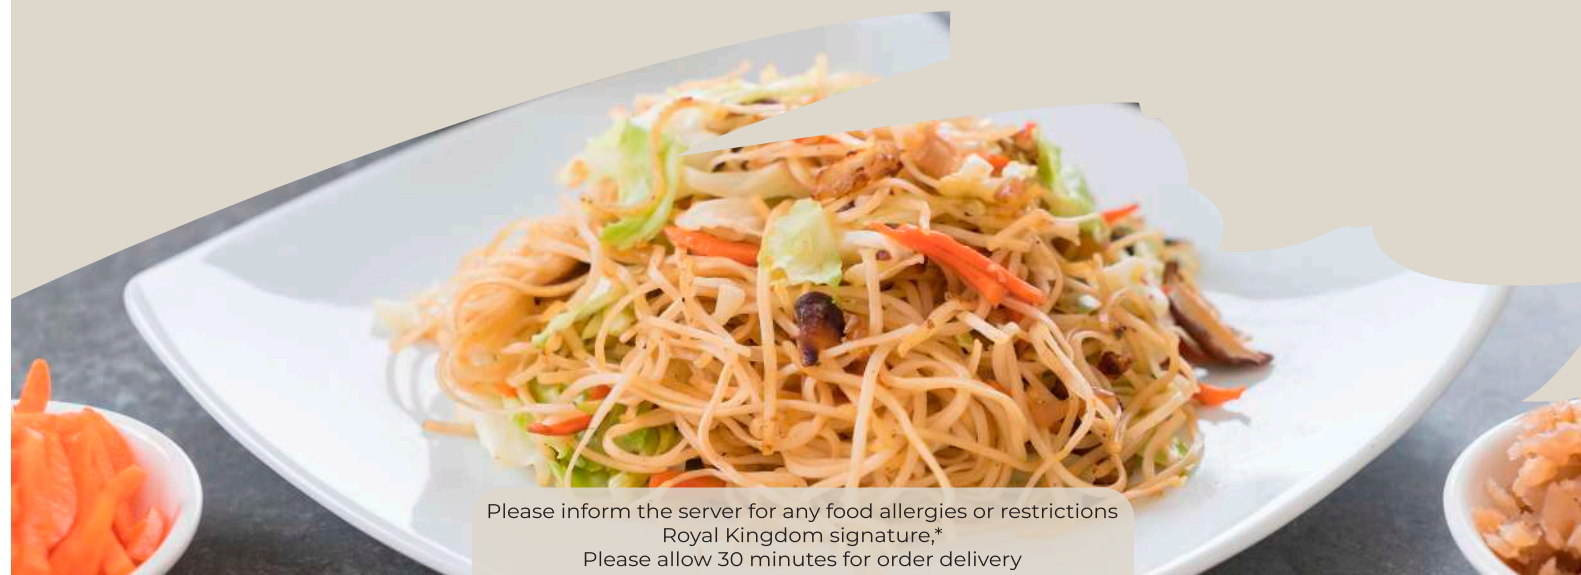 Please inform the server for any food allergies or restrictions
Royal Kingdom signature,*
Please allow 30 minutes for order delivery